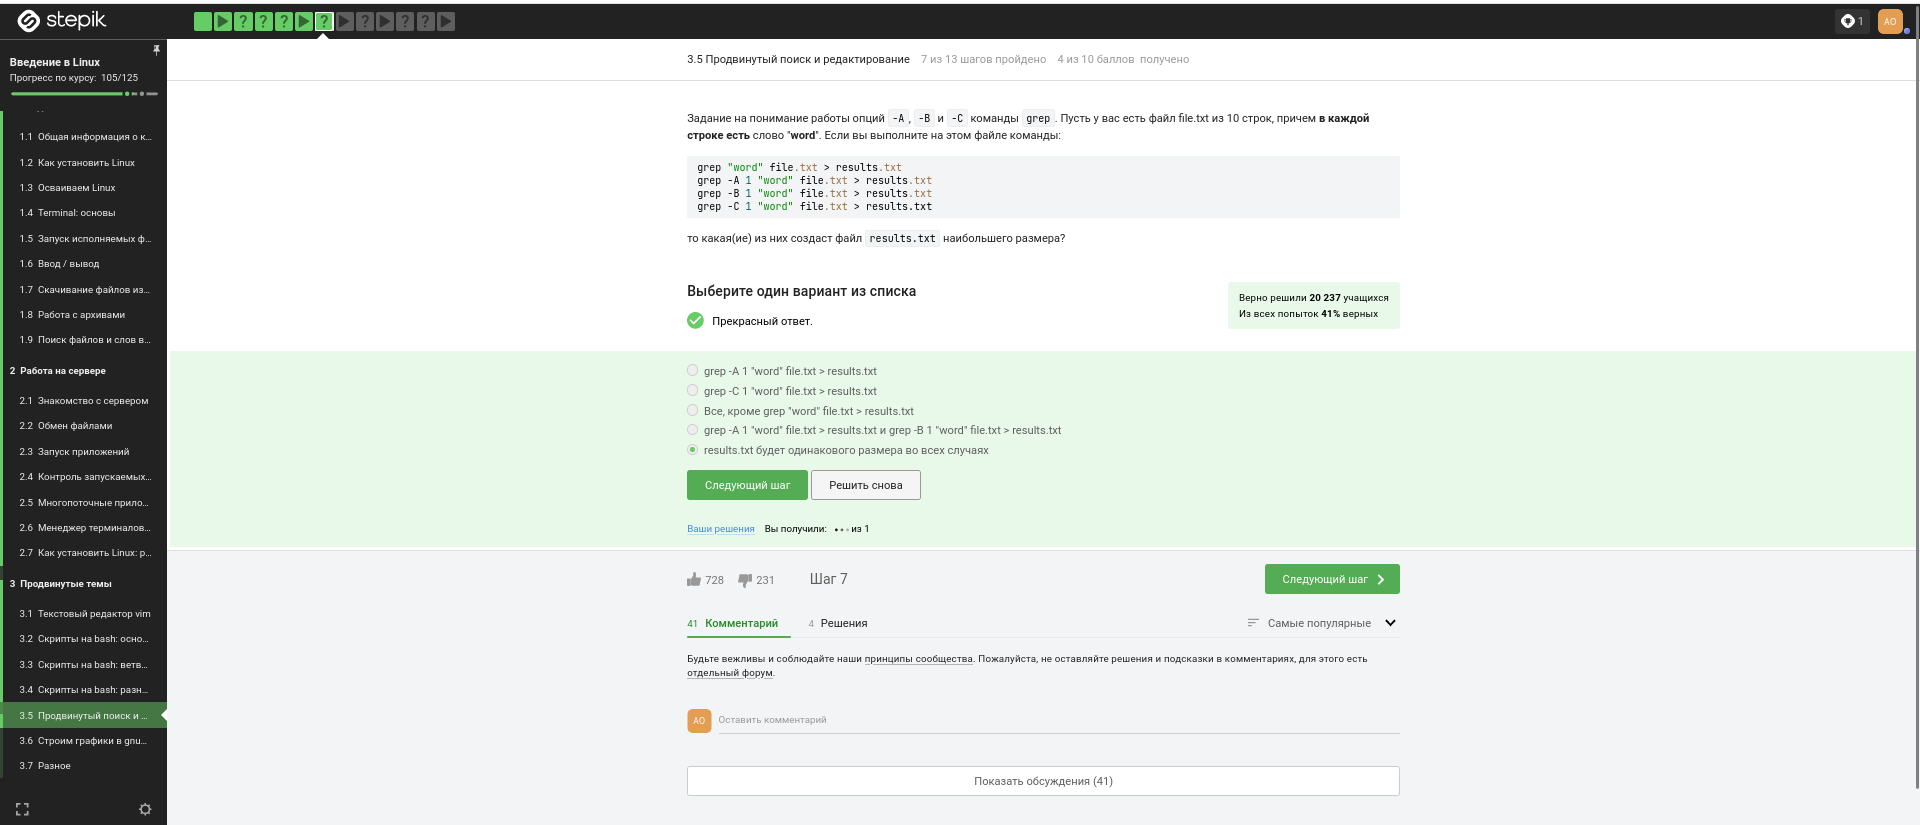 stepik
1
AO
Введение в Linux
Прогресс по курсу: 105/125
1.1 Общая информация о к...
1.2 Как установить Linux
1.3 Осваиваем Linux
1.4 Terminal: основы
1.5 Запуск исполняемых ф...
1.6 Ввод / вывод
1.7 Скачивание файлов из...
1.8 Работа с архивами
1.9 Поиск файлов и слов в...
2 Работа на сервере
2.1 Знакомство с сервером
2.2 Обмен файлами
2.3 Запуск приложений
2.4 Контроль запускаемых...
2.5 Многопоточные прило...
2.6 Менеджер терминалов...
2.7 Как установить Linux: р...
3 Продвинутые темы
3.1 Текстовый редактор vim
3.2 Скрипты на bash: осно...
3.3 Скрипты на bash: ветв...
3.4 Скрипты на bash: разн...
3.5 Продвинутый поиск и ...
3.6 Строим графики в gnu...
3.7 Разное
3.5 Продвинутый поиск и редактирование 7 из 13 шагов пройдено 4 из 10 баллов получено
Задание на понимание работы опций -A, -B и -C команды grep. Пусть у вас есть файл file.txt из 10 строк, причем в каждой
строке есть слово "word". Если вы выполните на этом файле команды:
grep "word" file.txt > results.txt
grep -A 1 "word" file.txt > results.txt
grep -B 1 "word" file.txt > results.txt
grep -C 1 "word" file.txt > results.txt
то какая(ие) из них создаст файл results.txt наибольшего размера?
Выберите один вариант из списка
Прекрасный ответ.
Верно решили 20 237 учащихся
Из всех попыток 41% верных
grep -A 1 "word" file.txt > results.txt
grep -C 1 "word" file.txt > results.txt
Все, кроме grep "word" file.txt > results.txt
grep -A 1 "word" file.txt > results.txt и grep -B 1 "word" file.txt > results.txt
results.txt будет одинакового размера во всех случаях
Следующий шаг Решить снова
Ваши решения Вы получили: ••• из 1
728 231 Шаг 7 Следующий шаг
41 Комментарий 4 Решения Самые популярные
Будьте вежливы и соблюдайте наши принципы сообщества. Пожалуйста, не оставляйте решения и подсказки в комментариях, для этого есть
отдельный форум.
AO Оставить комментарий
Показать обсуждения (41)